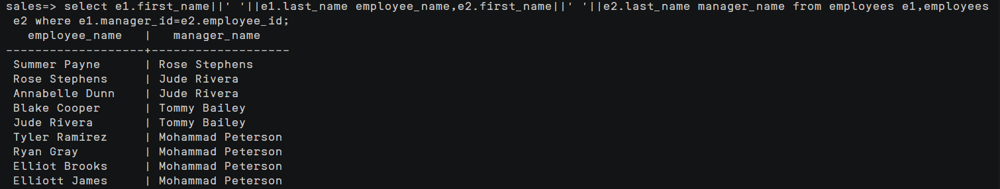 sales=> select e1.first_name||' '||e1.last_name employee_name,e2.first_name||' '||e2.last_name manager_name from employees e1,employees
 e2 where e1.manager_id=e2.employee_id;
   employee_name   |   manager_name
-------------------+-------------------
 Summer Payne      | Rose Stephens
 Rose Stephens     | Jude Rivera
 Annabelle Dunn    | Jude Rivera
 Blake Cooper      | Tommy Bailey
 Jude Rivera       | Tommy Bailey
 Tyler Ramirez     | Mohammad Peterson
 Ryan Gray         | Mohammad Peterson
 Elliot Brooks     | Mohammad Peterson
 Elliott James     | Mohammad Peterson